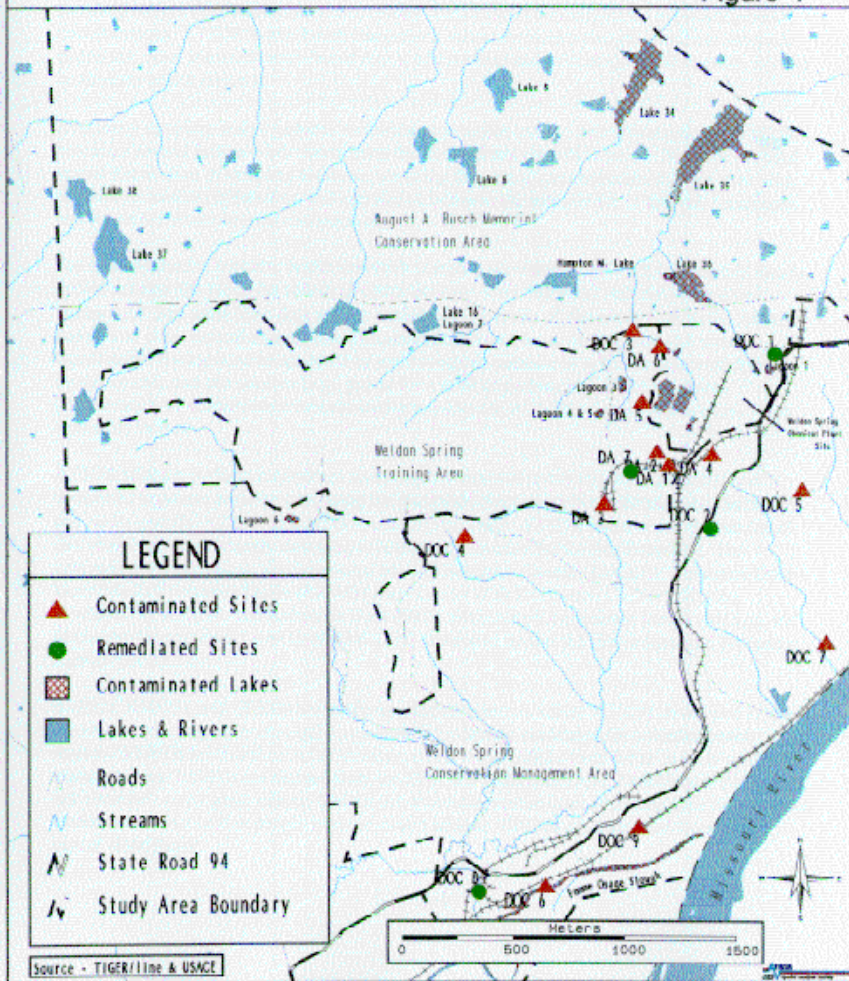 Figure
Lake 8
Lake 34
Lake 6
Lake 35
Lake 38
August A. Busch Memorial
Conservation Area
Lake 37
Hampton M. Lake
Lake 36
Lake 16
Lagoon 7
DOC 3
DOC 1
DA 6
Lagoon 1
Lagoon 3
Lagoon 4 & 5
DA 5
Weldon Spring
Chemical Plant
Site
Weldon Spring
Training Area
DA 7
DA 4
DA 1
DOC 5
Lagoon 6
DOC 2
DOC 4
LEGEND
Contaminated Sites
Remediated Sites
DOC 7
Contaminated Lakes
Lakes & Rivers
Weldon Spring
Conservation Management Area
Roads
Streams
Missouri River
DOC 9
State Road 94
DOC 8
DOC 6
Femme Osage Slough
Study Area Boundary
Meters
0 500 1000 1500
Source - TIGER/line & USACE